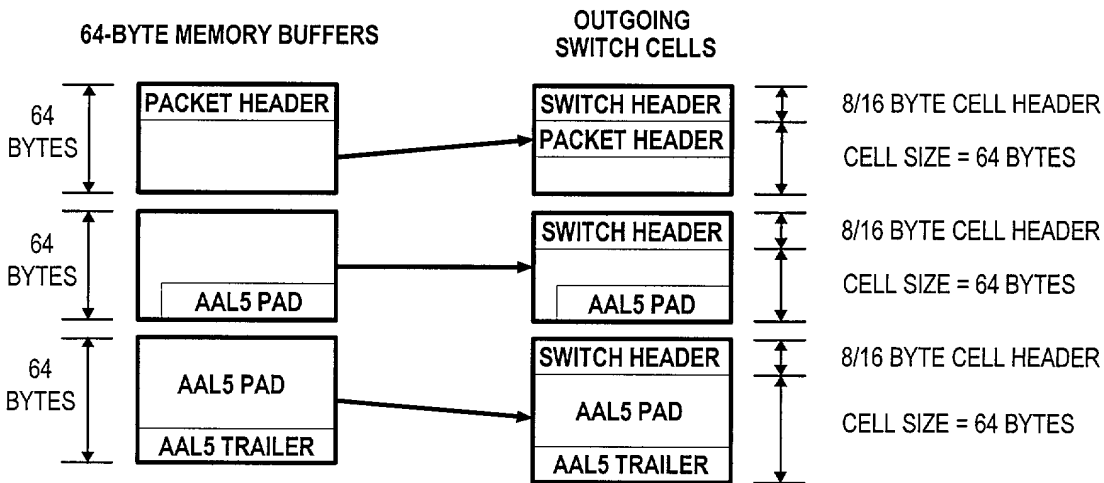 64-BYTE MEMORY BUFFERS
OUTGOING
SWITCH CELLS
64
BYTES
PACKET HEADER
SWITCH HEADER
PACKET HEADER
8/16 BYTE CELL HEADER
CELL SIZE = 64 BYTES
64
BYTES
AAL5 PAD
SWITCH HEADER
AAL5 PAD
8/16 BYTE CELL HEADER
CELL SIZE = 64 BYTES
64
BYTES
AAL5 PAD
AAL5 TRAILER
SWITCH HEADER
AAL5 PAD
AAL5 TRAILER
8/16 BYTE CELL HEADER
CELL SIZE = 64 BYTES